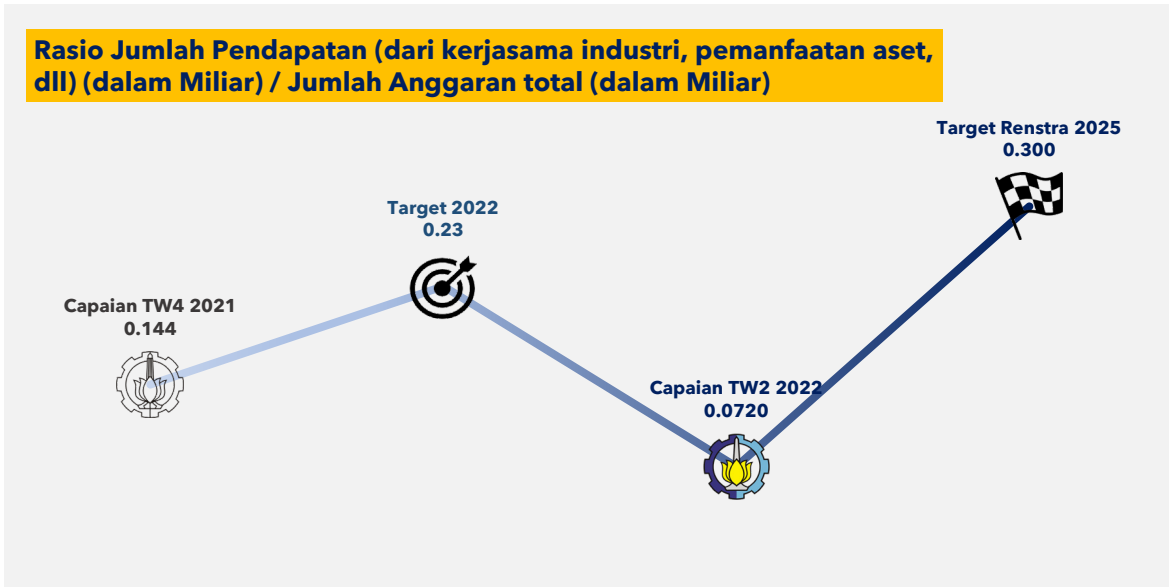 Rasio Jumlah Pendapatan (dari kerjasama industri, pemanfaatan aset,
dll) (dalam Miliar) / Jumlah Anggaran total (dalam Miliar)
Target Renstra 2025
0.300
Target 2022
0.23
Capaian TW4 2021
0.144
Capaian TW2 2022
0.0720